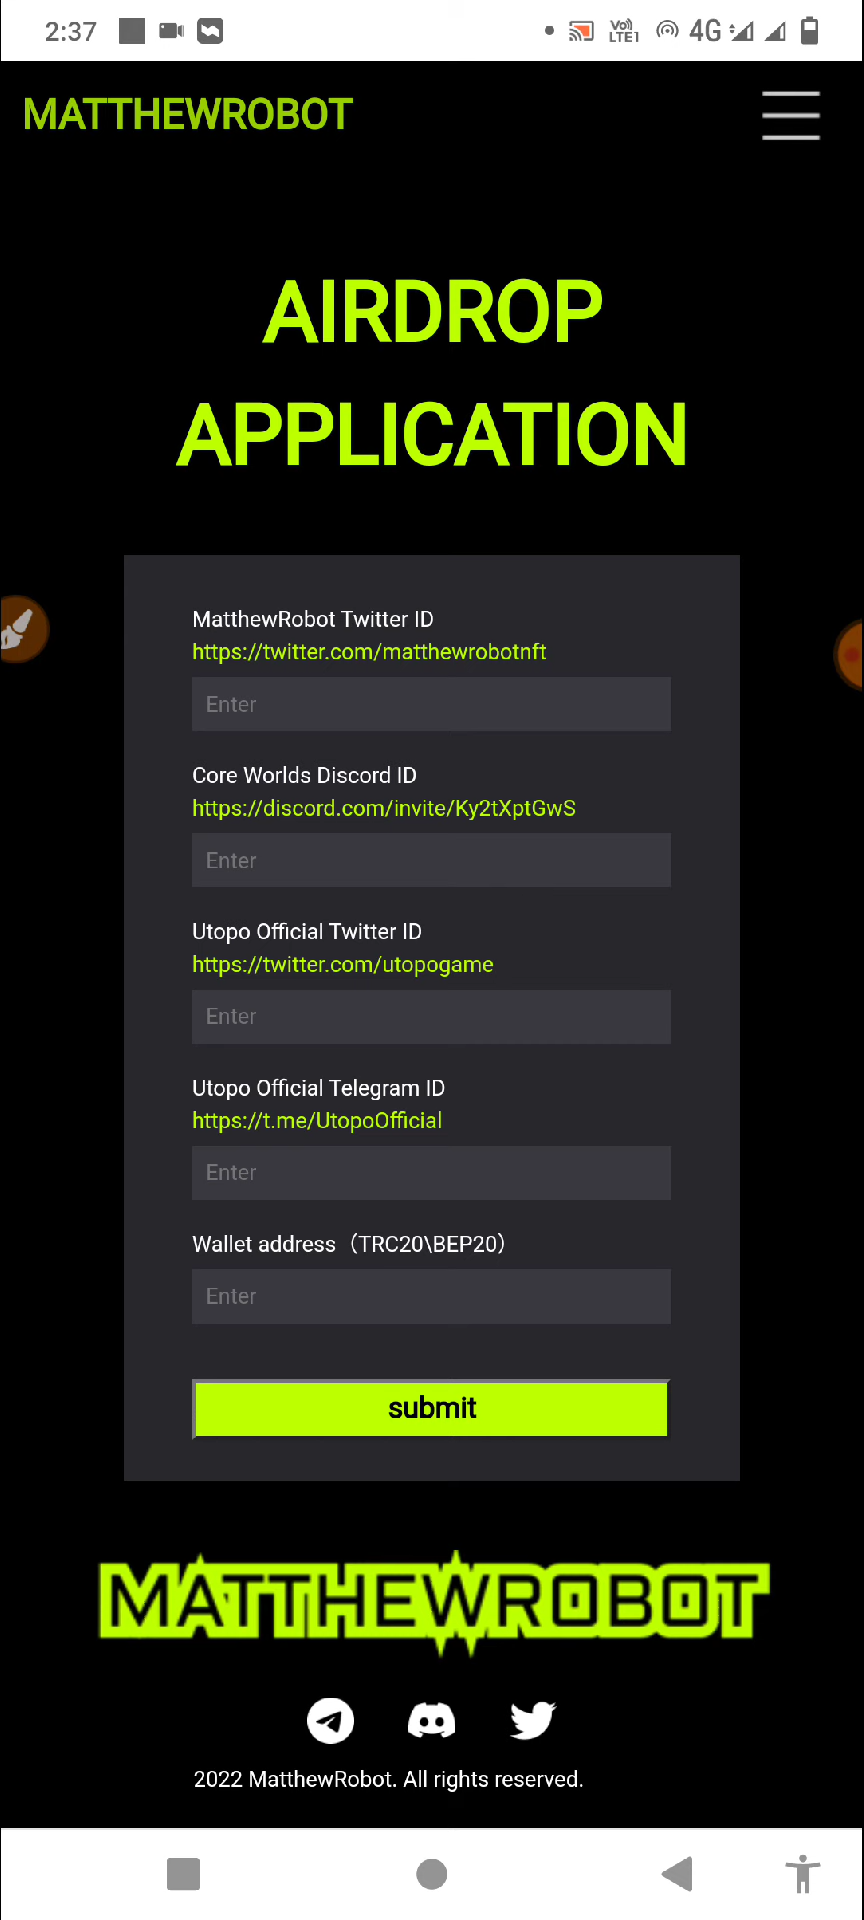 2:37
Vo) LTE1 4G
MATTHEWROBOT
AIRDROP
APPLICATION
MatthewRobot Twitter ID
https://twitter.com/matthewrobotnft
Enter
Core Worlds Discord ID
https://discord.com/invite/Ky2tXptGwS
Enter
Utopo Official Twitter ID
https://twitter.com/utopogame
Enter
Utopo Official Telegram ID
https://t.me/UtopoOfficial
Enter
Wallet address（TRC20\BEP20）
Enter
submit
MATTHEWROBOT
2022 MatthewRobot. All rights reserved.